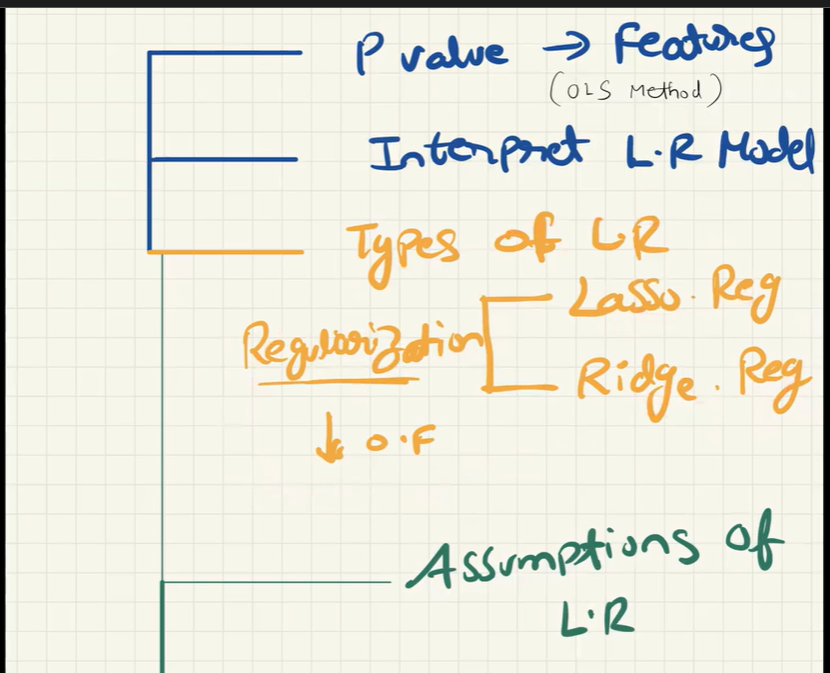 P value → Features
(OLS Method)
Interpret L.R Model
Types of LR
Lasso. Reg
Regularization
Ridge. Reg
↓ O.F
Assumptions of
L.R